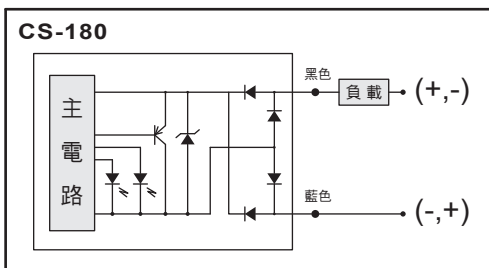 CS-180
黑色
負載
(+,-)
主電路
藍色
(-,+)